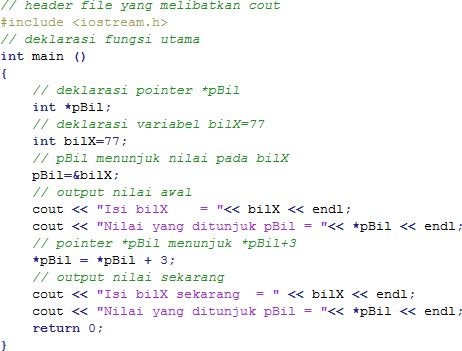 // header file yang melibatkan cout
#include <iostream.h>
// deklarasi fungsi utama
int main ()
{
    // deklarasi pointer *pBil
    int *pBil;
    // deklarasi variabel bilX=77
    int bilX=77;
    // pBil menunjuk nilai pada bilX
    pBil=&bilX;
    // output nilai awal
    cout << "Isi bilX    = "<< bilX << endl;
    cout << "Nilai yang ditunjuk pBil = "<< *pBil << endl;
    // pointer *pBil menunjuk *pBil+3
    *pBil = *pBil + 3;
    // output nilai sekarang
    cout << "Isi bilX sekarang  = " << bilX << endl;
    cout << "Nilai yang ditunjuk pBil = "<< *pBil << endl;
    return 0;
}